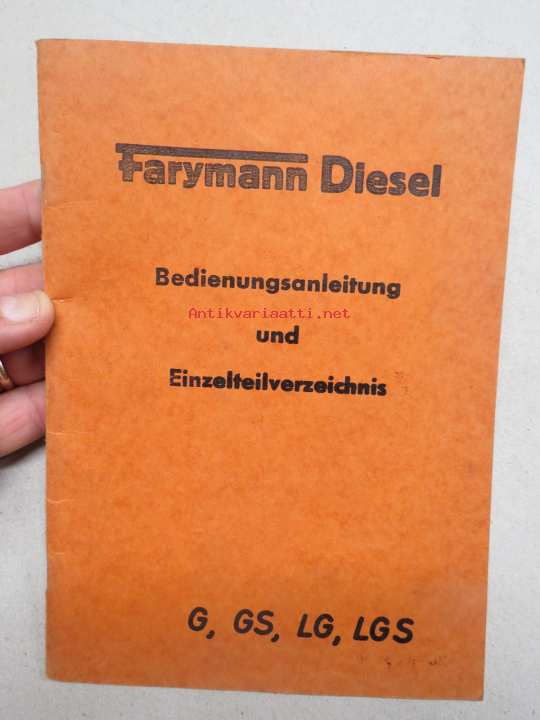 Farymann Diesel
Bedienungsanleitung
Antikvariaatti.net
und
Einzelteilverzeichnis
G, GS, LG, LGS